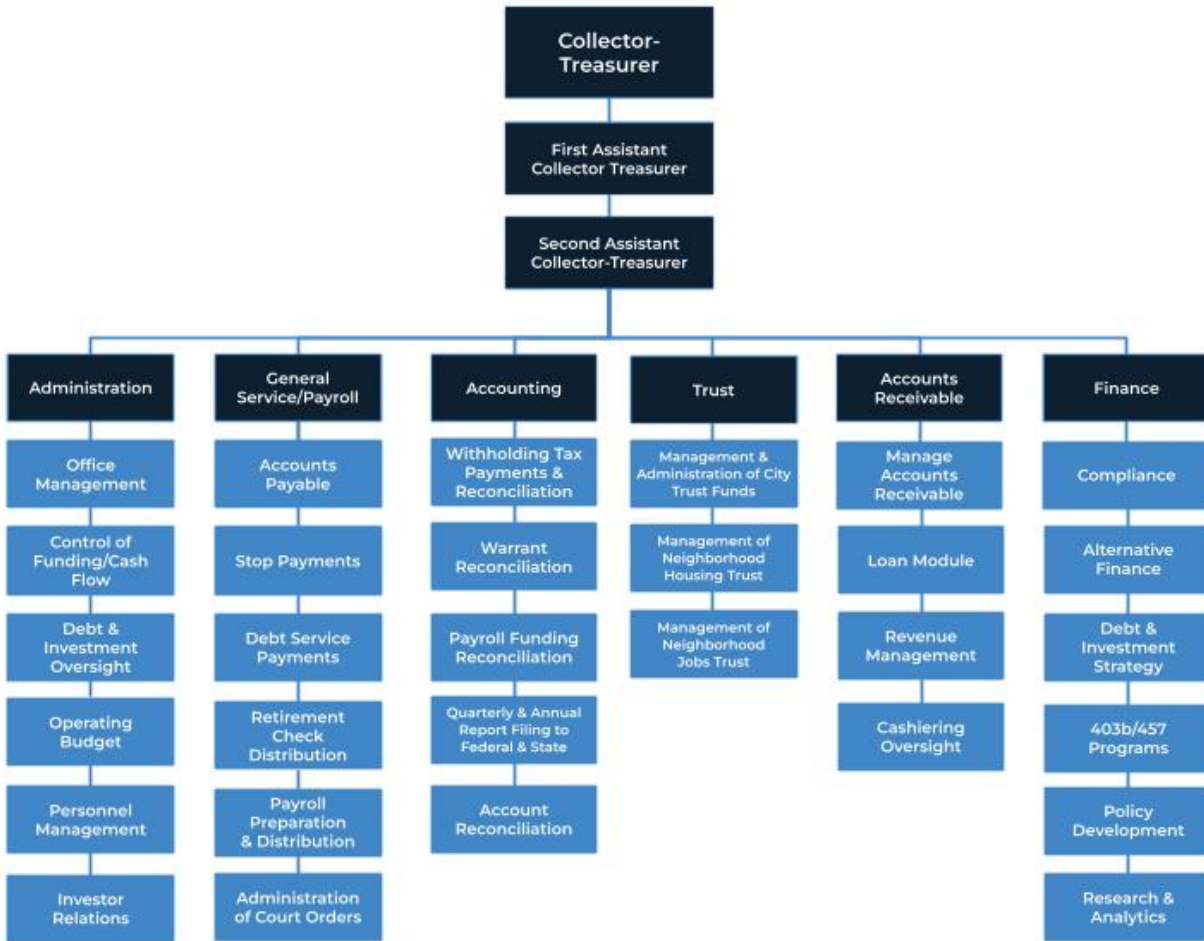 Collector-
Treasurer
First Assistant
Collector Treasurer
Second Assistant
Collector-Treasurer
Administration
Office
Management
Control of
Funding/Cash
Flow
Debt &
Investment
Oversight
Operating
Budget
Personnel
Management
Investor
Relations
General
Service/Payroll
Accounts
Payable
Stop Payments
Debt Service
Payments
Retirement
Check
Distribution
Payroll
Preparation
& Distribution
Administration
of Court Orders
Accounting
Withholding Tax
Payments &
Reconciliation
Warrant
Reconciliation
Payroll Funding
Reconciliation
Quarterly & Annual
Report Filing to
Federal & State
Account
Reconciliation
Trust
Management &
Administration of City
Trust Funds
Management of
Neighborhood
Housing Trust
Management of
Neighborhood
Jobs Trust
Accounts
Receivable
Manage
Accounts
Receivable
Loan Module
Revenue
Management
Cashiering
Oversight
Finance
Compliance
Alternative
Finance
Debt &
Investment
Strategy
403b/457
Programs
Policy
Development
Research &
Analytics